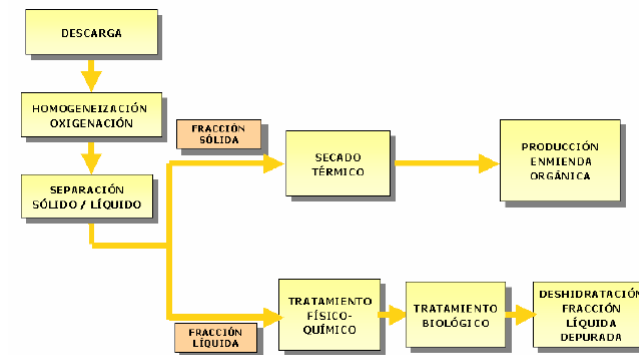 DESCARGA
HOMOGENEIZACIÓN
OXIGENACIÓN
SEPARACIÓN
SÓLIDO / LÍQUIDO
FRACCIÓN
SÓLIDA
SECADO
TÉRMICO
PRODUCCIÓN
ENMIENDA
ORGÁNICA
FRACCIÓN
LÍQUIDA
TRATAMIENTO
FÍSICO-
QUÍMICO
TRATAMIENTO
BIOLÓGICO
DESHIDRATACIÓN
FRACCIÓN
LÍQUIDA
DEPURADA